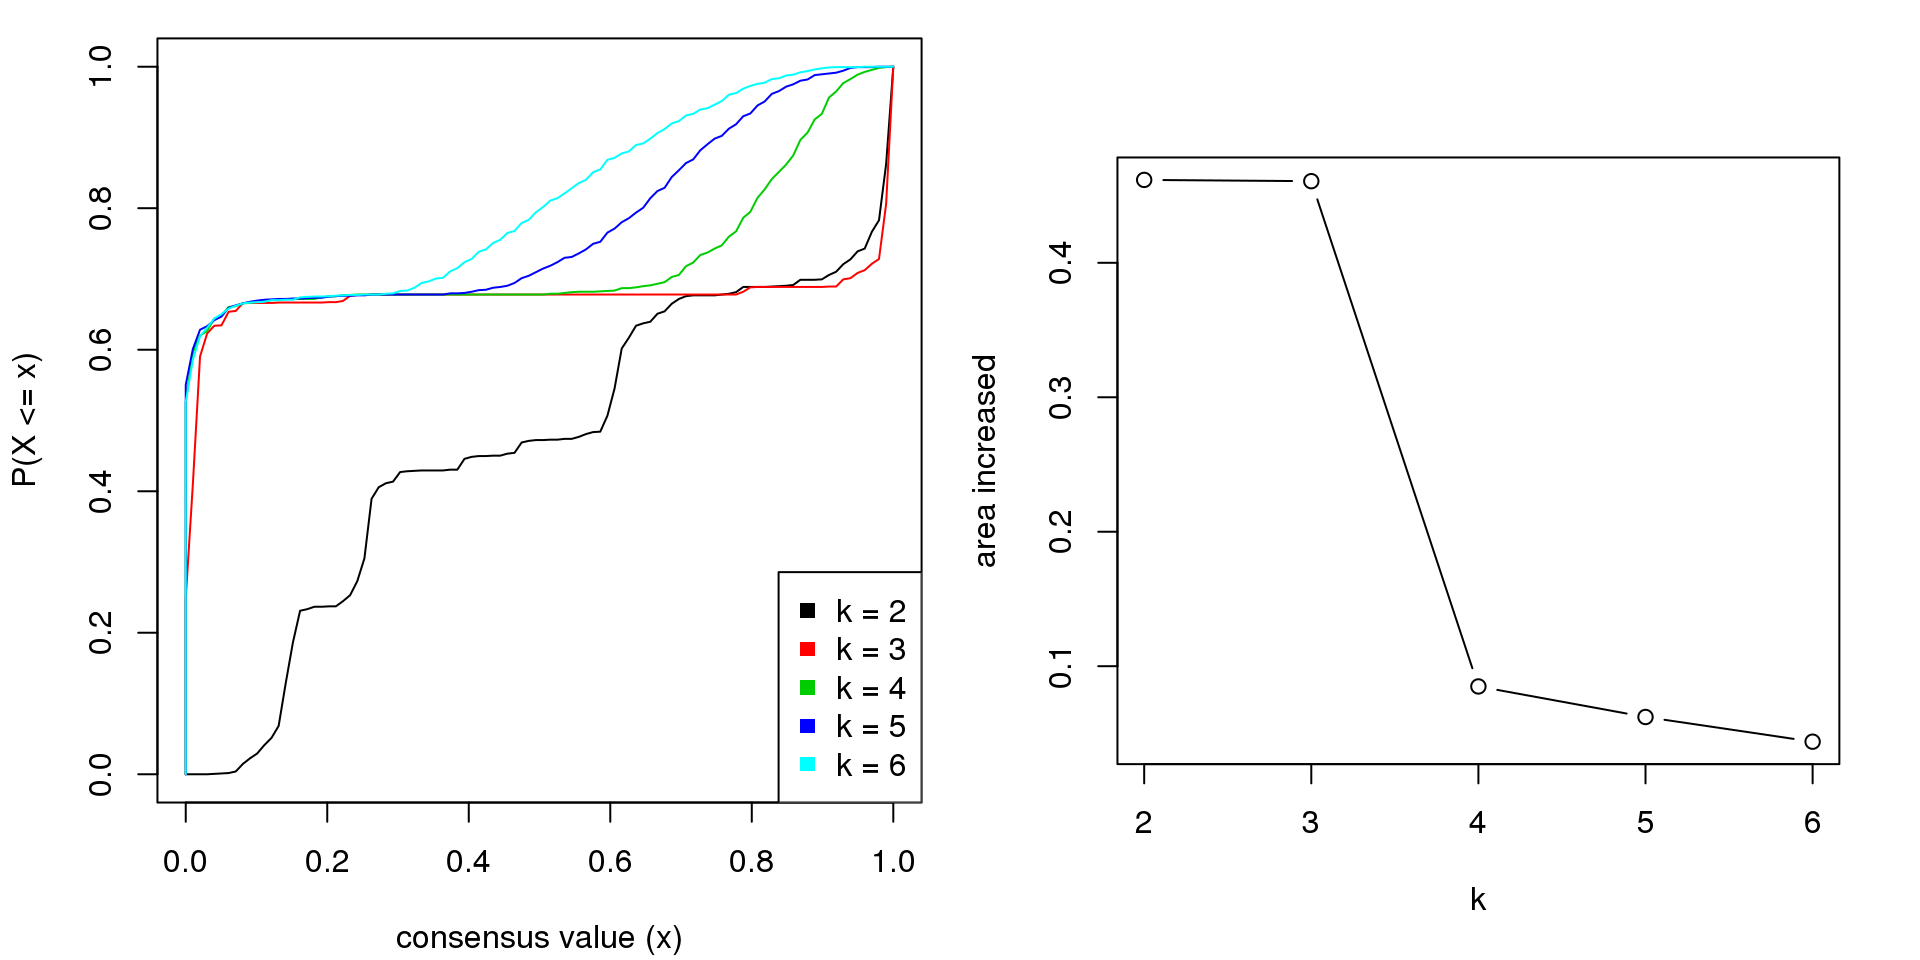 P(X <= x)
1.0
0.8
0.6
0.4
0.2
0.0
0.0 0.2 0.4 0.6 0.8 1.0
consensus value (x)
k = 2
k = 3
k = 4
k = 5
k = 6
area increased
0.4
0.3
0.2
0.1
2 3 4 5 6
k